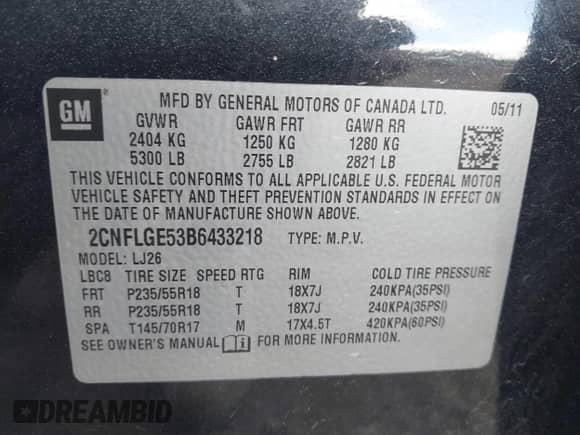 GM
MFD BY GENERAL MOTORS OF CANADA LTD. 05/11
GVWR GAWR FRT GAWR RR
2404 KG 1250 KG 1280 KG
5300 LB 2755 LB 2821 LB
THIS VEHICLE CONFORMS TO ALL APPLICABLE U.S. FEDERAL MOTOR
VEHICLE SAFETY AND THEFT PREVENTION STANDARDS IN EFFECT ON
THE DATE OF MANUFACTURE SHOWN ABOVE.
2CNFLGE53B6433218 TYPE: M.P.V.
MODEL: LJ26
LBC8 TIRE SIZE SPEED RTG RIM COLD TIRE PRESSURE
FRT P235/55R18 T 18X7J 240KPA(35PSI)
RR P235/55R18 T 18X7J 240KPA(35PSI)
SPA T145/70R17 M 17X4.5T 420KPA(60PSI)
SEE OWNER'S MANUAL FOR MORE INFORMATION.
DREAMBID